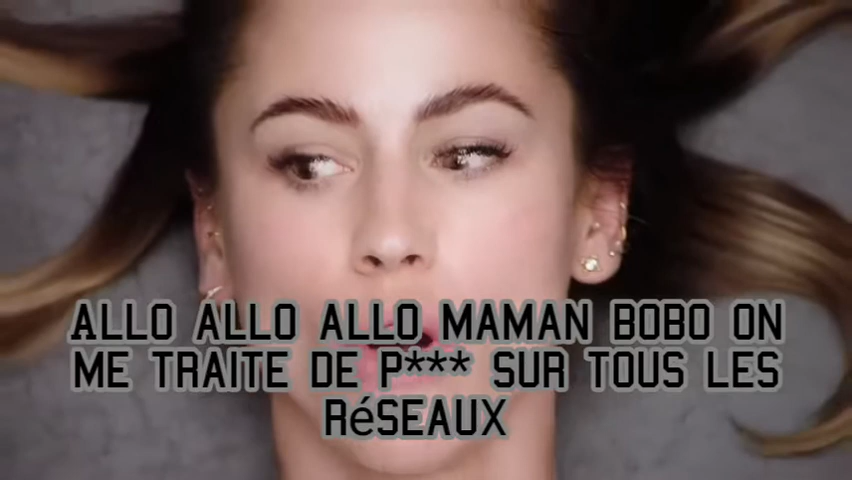 ALLO ALLO ALLO MAMAN BOBO ON
ME TRAITE DE P*** SUR TOUS LES
RéSEAUX